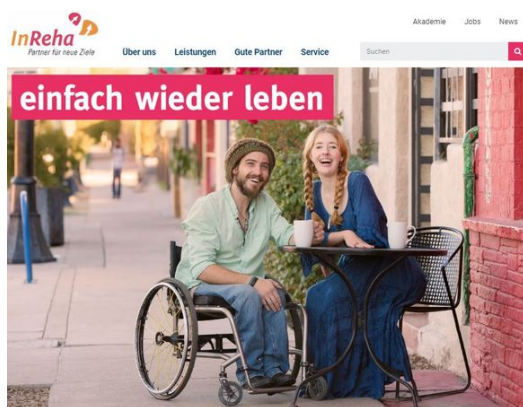 InReha
Partner für neue Ziele
Akademie Jobs News
Über uns Leistungen Gute Partner Service Suchen
einfach wieder leben